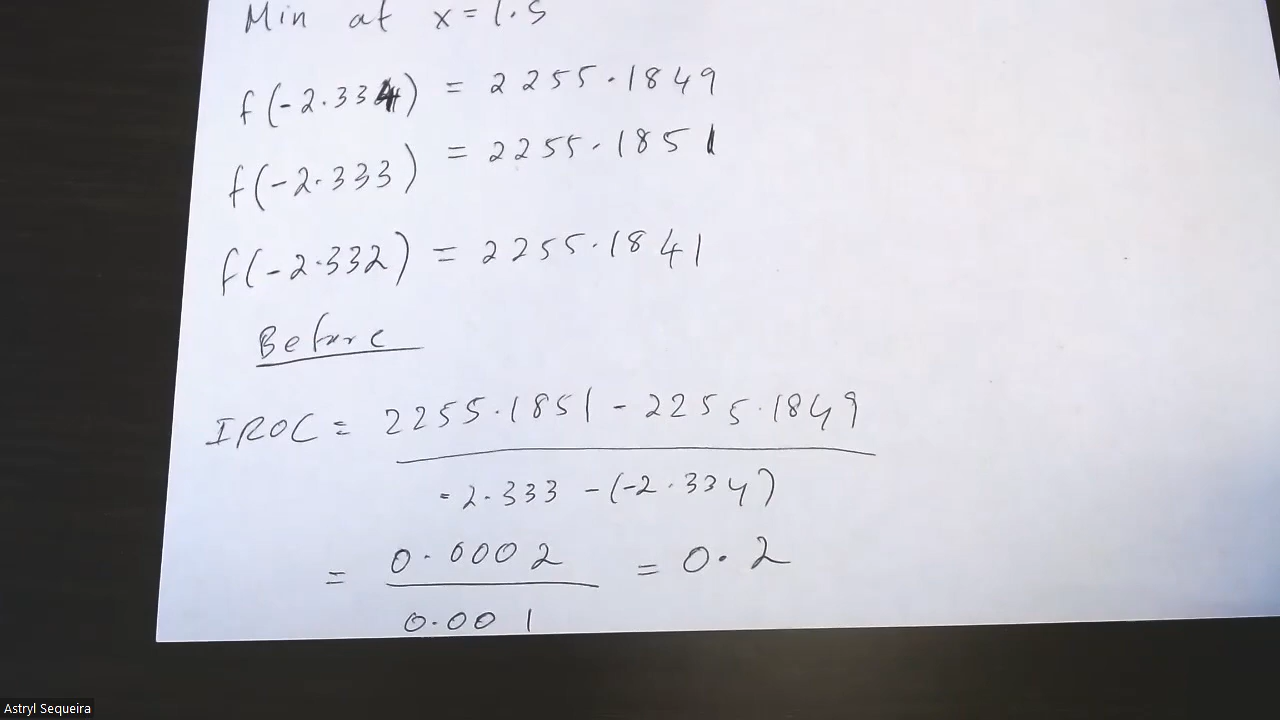 Min at x = 1.5
f(-2.334) = 2255.1849
f(-2.333) = 2255.1851
f(-2.332) = 2255.1841
Before
IROC = 2255.1851 - 2255.1849
-2.333 - (-2.334)
= 0.0002 = 0.2
0.001
Astryl Sequeira